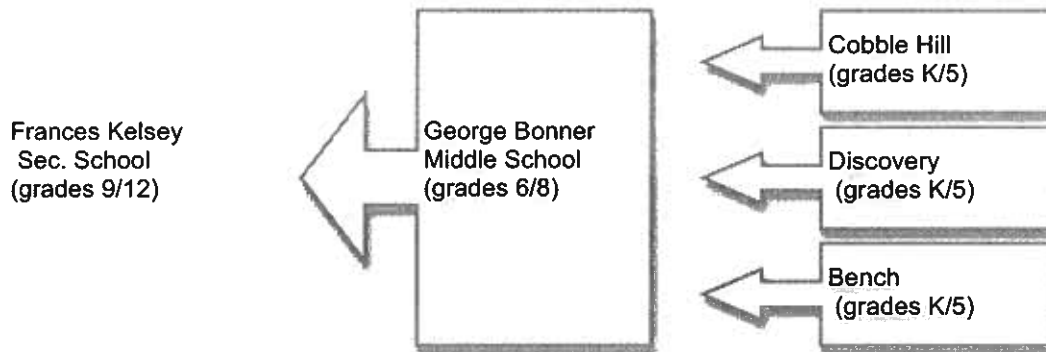 Frances Kelsey
Sec. School
(grades 9/12)
George Bonner
Middle School
(grades 6/8)
Cobble Hill
(grades K/5)
Discovery
(grades K/5)
Bench
(grades K/5)